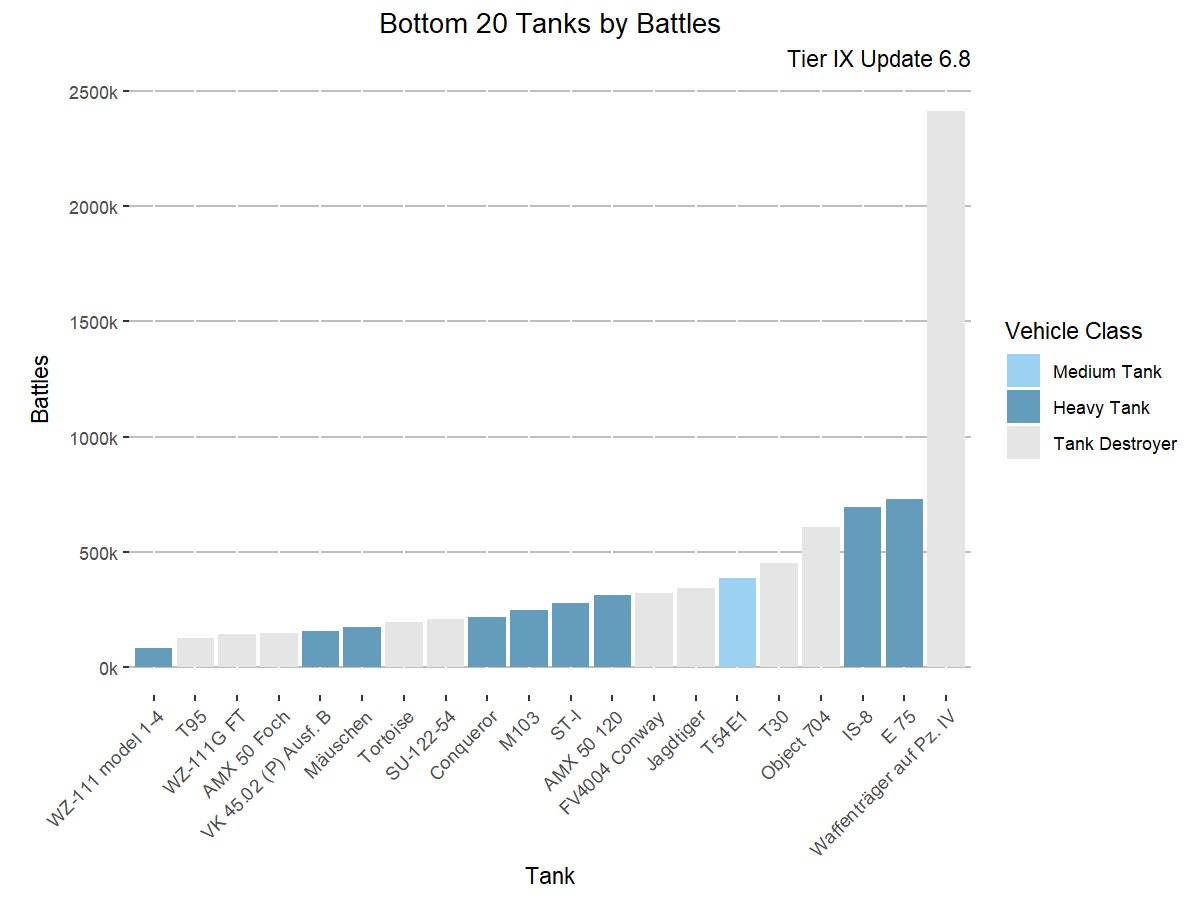 Bottom 20 Tanks by Battles
Tier IX Update 6.8
2500k
2000k
1500k
1000k
500k
0k
Battles
WZ-111 model 1-4
T95
WZ-111G FT
AMX 50 Foch
VK 45.02 (P) Ausf. B
Mäuschen
Tortoise
SU-122-54
Conqueror
M103
ST-I
AMX 50 120
FV4004 Conway
Jagdtiger
T54E1
T30
Object 704
IS-8
E 75
Waffenträger auf Pz. IV
Tank
Vehicle Class
Medium Tank
Heavy Tank
Tank Destroyer